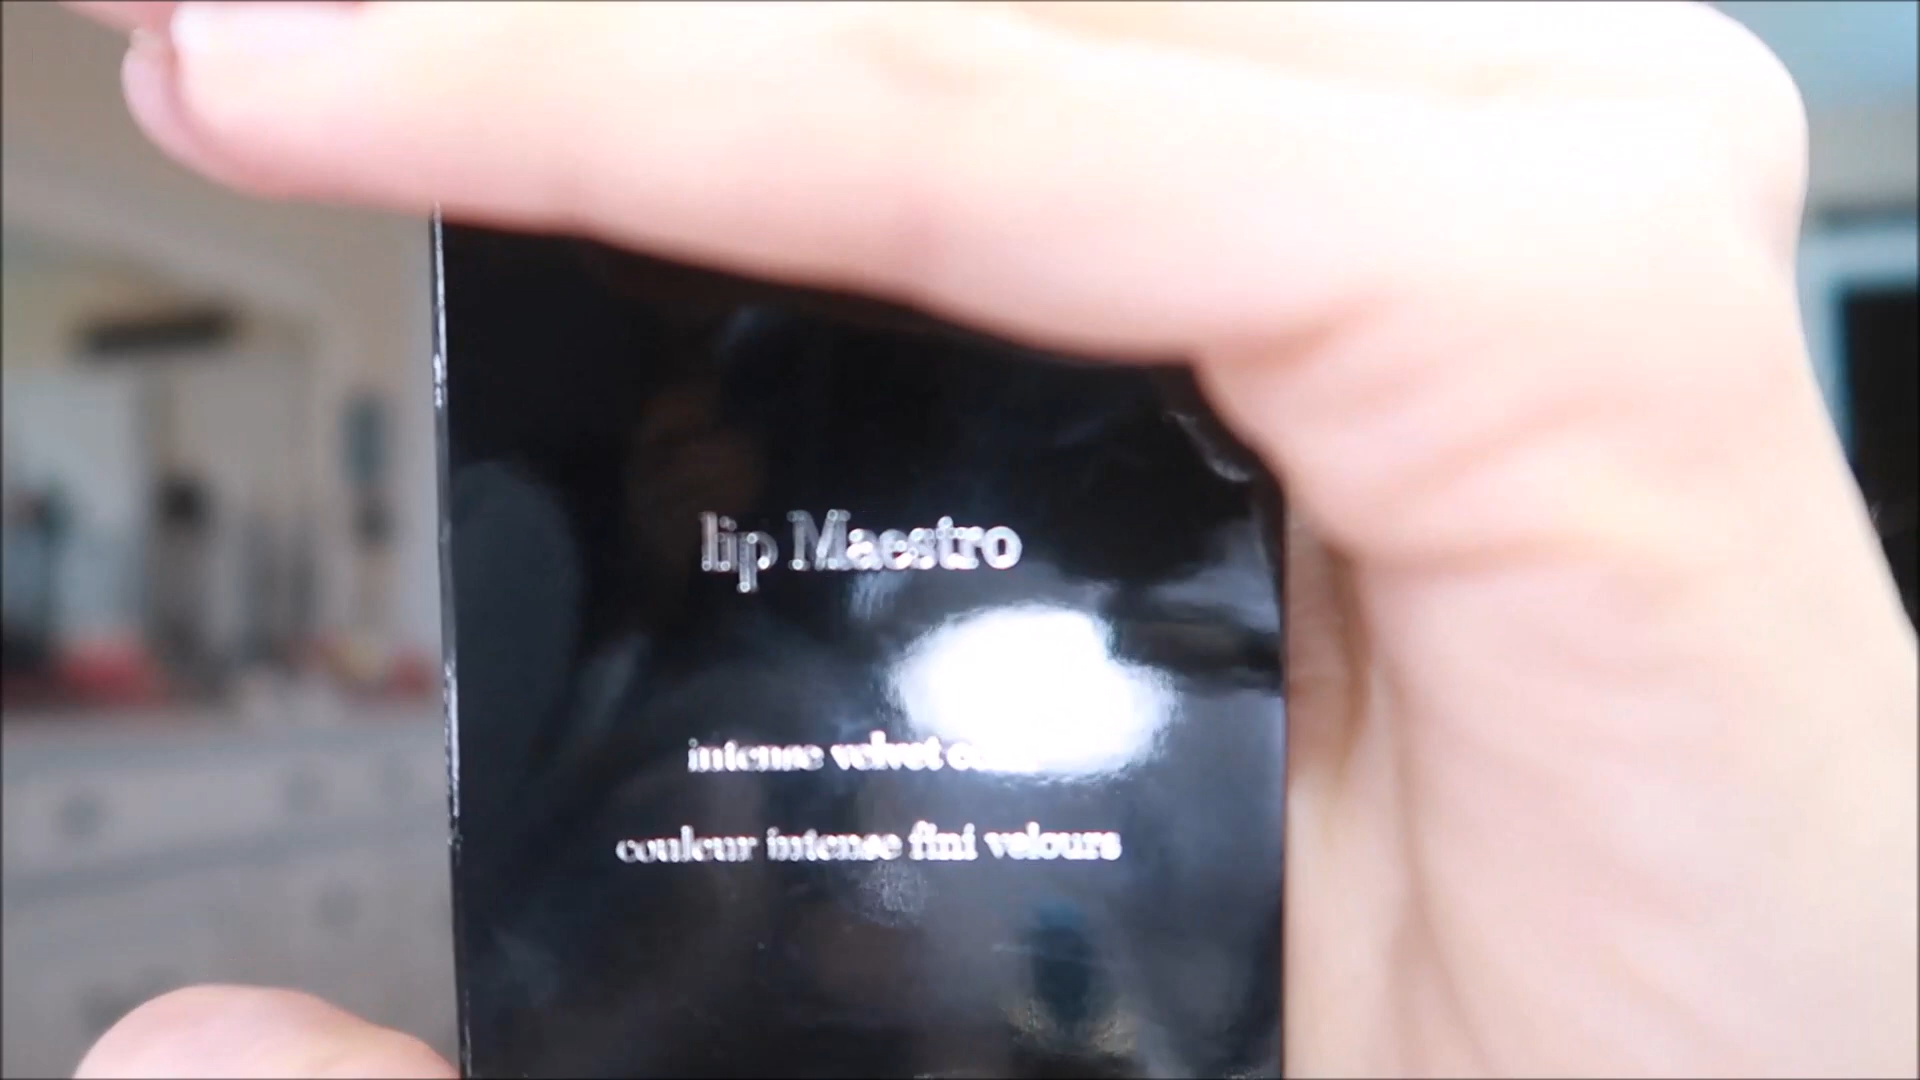 lip Maestro
intense velvet
couleur intense fini velours